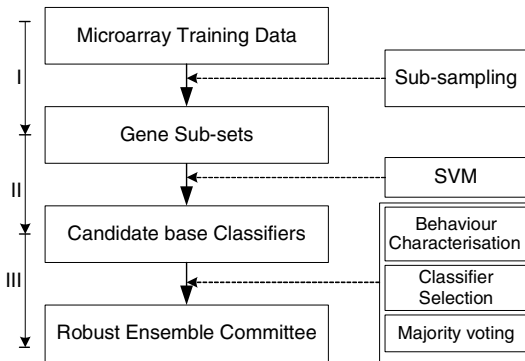 Microarray Training Data
I
Sub-sampling
Gene Sub-sets
II
SVM
Candidate base Classifiers
Behaviour
Characterisation
III
Classifier
Selection
Robust Ensemble Committee
Majority voting